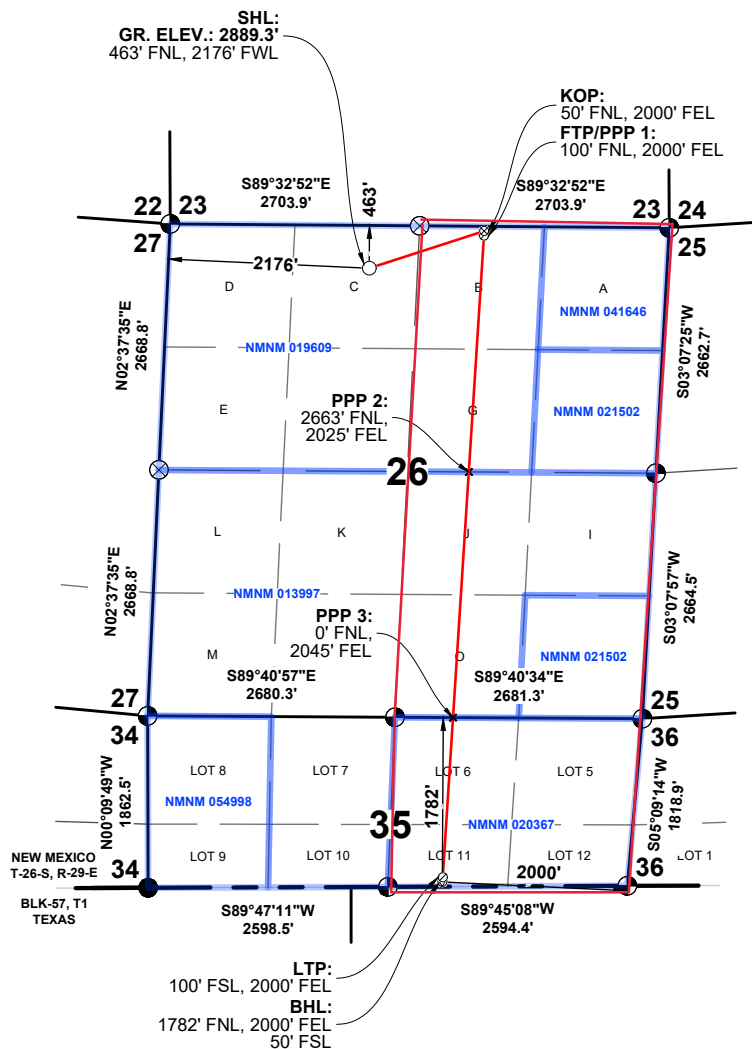 SHL:
GR. ELEV.: 2889.3'
463' FNL, 2176' FWL
KOP:
50' FNL, 2000' FEL
FTP/PPP 1:
100' FNL, 2000' FEL
S89°32'52"E
2703.9'
463'
S89°32'52"E
2703.9'
22 23
27
23 24
25
2176'
D
C
B
A
NMNM 041646
N02°37'35"E
2668.8'
S03°07'25"W
2662.7'
NMNM 019609
PPP 2:
2663' FNL,
2025' FEL
E
G
NMNM 021502
26
L
K
J
I
N02°37'35"E
2668.8'
S03°07'57"W
2664.5'
NMNM 013997
PPP 3:
0' FNL,
2045' FEL
M
O
NMNM 021502
S89°40'57"E
2680.3'
S89°40'34"E
2681.3'
27
34
25
36
LOT 8
LOT 7
LOT 6
LOT 5
N00°09'49"W
1862.5'
NMNM 054998
1782'
S05°09'14"W
1818.9'
35
NMNM 020367
LOT 9
LOT 10
LOT 11
LOT 12
LOT 1
NEW MEXICO
T-26-S, R-29-E
34
2000'
36
BLK-57, T1
TEXAS
S89°47'11"W
2598.5'
S89°45'08"W
2594.4'
LTP:
100' FSL, 2000' FEL
BHL:
1782' FNL, 2000' FEL
50' FSL